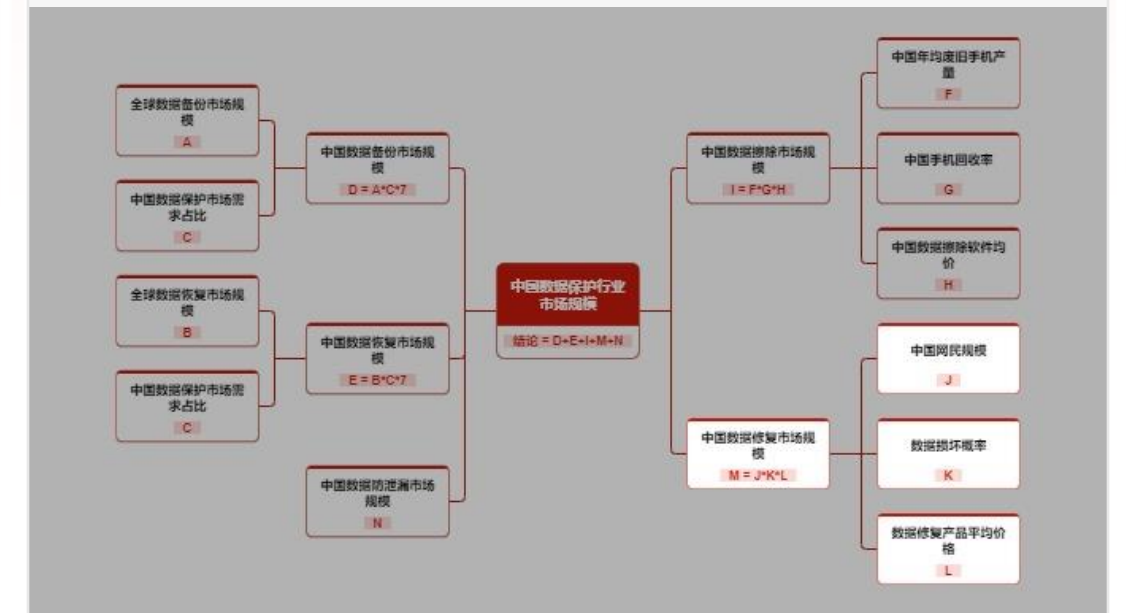 全球数据备份市场规
模
A
中国数据保护市场需
求占比
C
全球数据恢复市场规
模
B
中国数据保护市场需
求占比
C
中国数据备份市场规
模
D = A*C*7
中国数据恢复市场规
模
E = B*C*7
中国数据防泄漏市场
规模
N
中国数据保护行业
市场规模
结论 = D+E+I+M+N
中国数据擦除市场规
模
I = F*G*H
中国数据修复市场规
模
M = J*K*L
中国年均废旧手机产
量
F
中国手机回收率
G
中国数据擦除软件均
价
H
中国网民规模
J
数据损坏概率
K
数据修复产品平均价
格
L